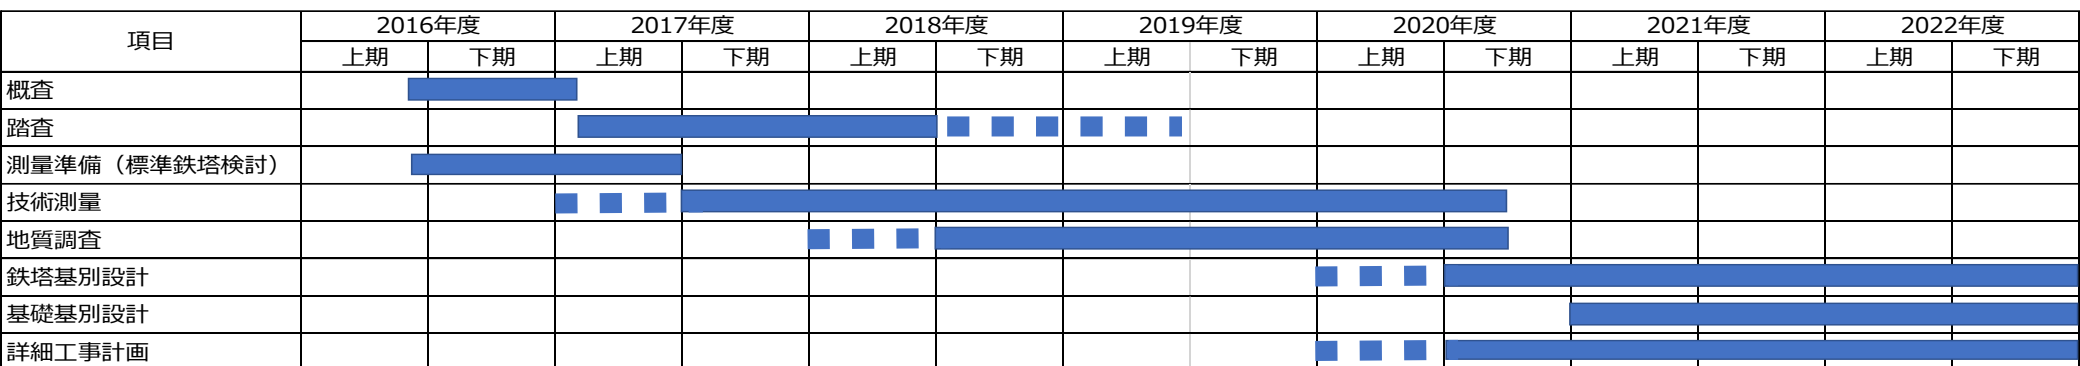 項目 2016年度 2017年度 2018年度 2019年度 2020年度 2021年度 2022年度
上期 下期 上期 下期 上期 下期 上期 下期 上期 下期 上期 下期 上期 下期
概査
踏査
測量準備（標準鉄塔検討）
技術測量
地質調査
鉄塔基別設計
基礎基別設計
詳細工事計画